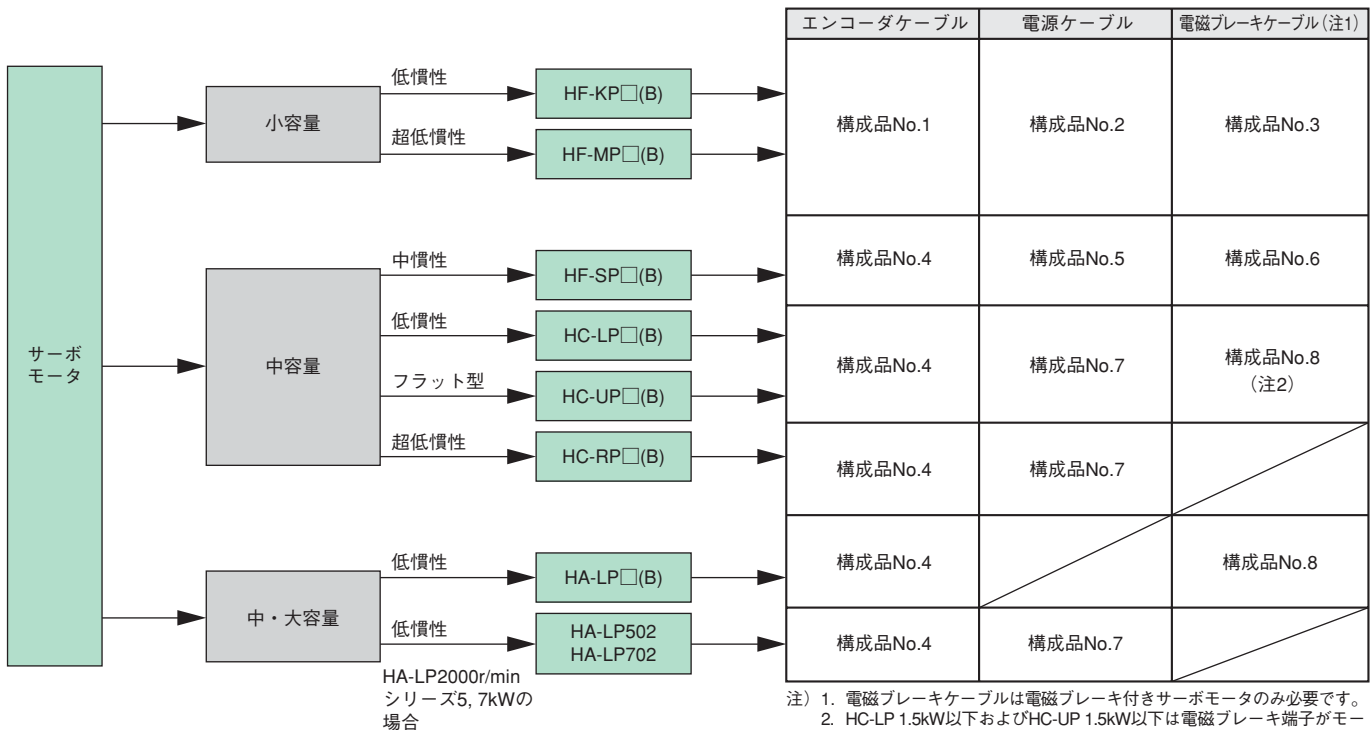 エンコーダケーブル 電源ケーブル 電磁ブレーキケーブル(注1)
サーボ
モータ
小容量
低慣性
HF-KP□(B)
超低慣性
HF-MP□(B)
構成品No.1 構成品No.2 構成品No.3
中容量
中慣性
HF-SP□(B)
構成品No.4 構成品No.5 構成品No.6
低慣性
HC-LP□(B)
フラット型
HC-UP□(B)
構成品No.4 構成品No.7 構成品No.8
(注2)
超低慣性
HC-RP□(B)
構成品No.4 構成品No.7
中・大容量
低慣性
HA-LP□(B)
構成品No.4 構成品No.8
低慣性
HA-LP502
HA-LP702
構成品No.4 構成品No.7
HA-LP2000r/min
シリーズ5, 7kWの
場合
注) 1. 電磁ブレーキケーブルは電磁ブレーキ付きサーボモータのみ必要です。
2. HC-LP 1.5kW以下およびHC-UP 1.5kW以下は電磁ブレーキ端子がモー